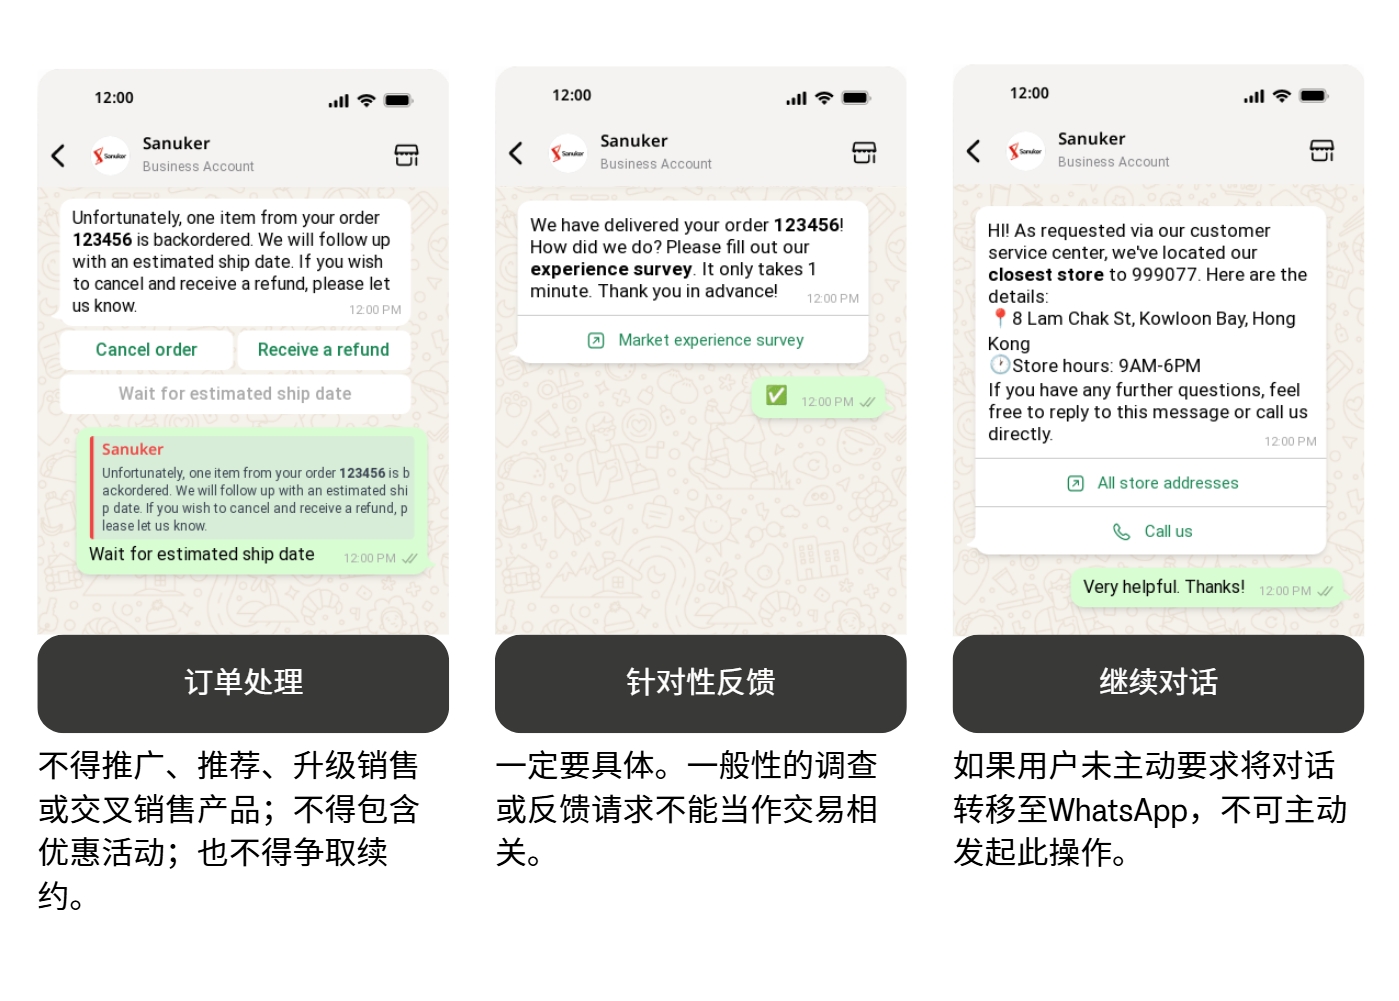 12:00
Sanuker
Sanuker
Business Account
Unfortunately, one item from your order
123456 is backordered. We will follow up
with an estimated ship date. If you wish
to cancel and receive a refund, please let
us know.
12:00 PM
Cancel order
Receive a refund
Wait for estimated ship date
Sanuker
Unfortunately, one item from your order 123456 is b
ackordered. We will follow up with an estimated shi
p date. If you wish to cancel and receive a refund, p
lease let us know.
Wait for estimated ship date
12:00 PM
订单处理
不得推广、推荐、升级销售
或交叉销售产品；不得包含
优惠活动；也不得争取续
约。
12:00
Sanuker
Sanuker
Business Account
We have delivered your order 123456!
How did we do? Please fill out our
experience survey. It only takes 1
minute. Thank you in advance!
12:00 PM
Market experience survey
12:00 PM
针对性反馈
一定要具体。一般性的调查
或反馈请求不能当作交易相
关。
12:00
Sanuker
Sanuker
Business Account
HI! As requested via our customer
service center, we've located our
closest store to 999077. Here are the
details:
📍8 Lam Chak St, Kowloon Bay, Hong
Kong
🕐Store hours: 9AM-6PM
If you have any further questions, feel
free to reply to this message or call us
directly.
12:00 PM
All store addresses
Call us
Very helpful. Thanks!
12:00 PM
继续对话
如果用户未主动要求将对话
转移至WhatsApp，不可主动
发起此操作。